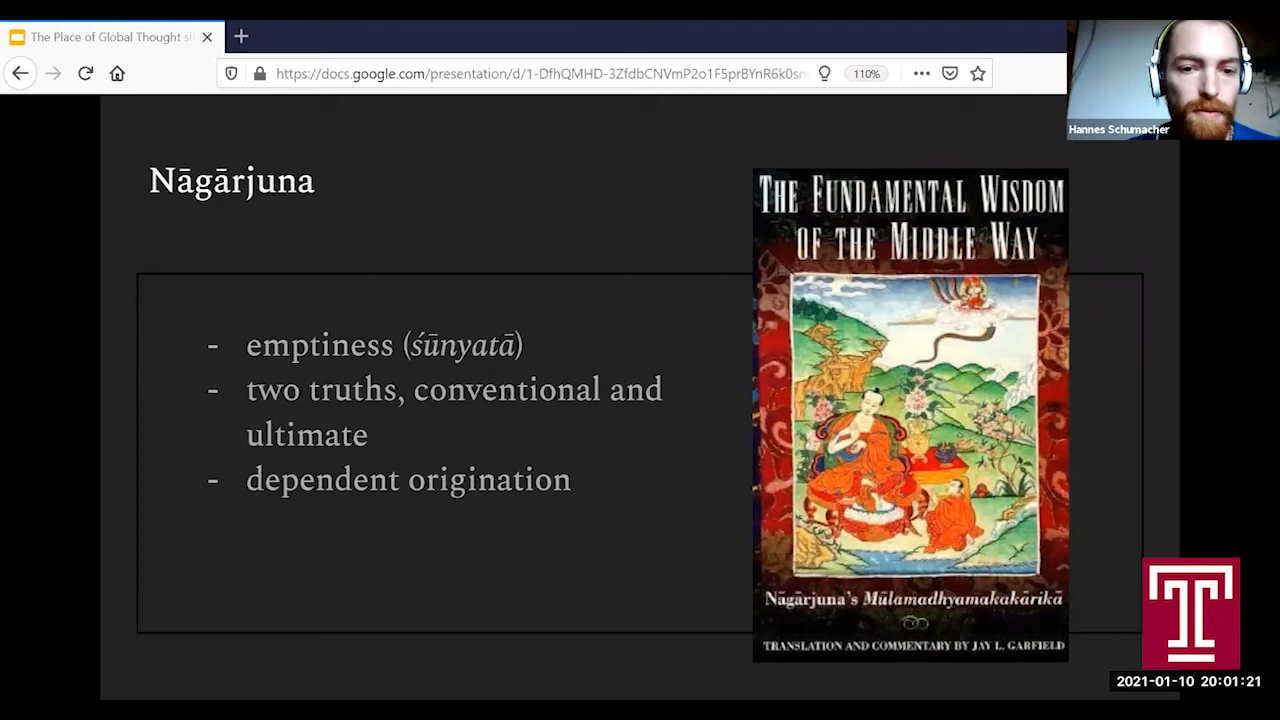 The Place of Global Thought sl
https://docs.google.com/presentation/d/1-DfhQMHD-3ZfdbCNVmP2o1F5prBYnR6k0sn
110%
Hannes Schumacher
Nāgārjuna
- emptiness (śūnyatā)
- two truths, conventional and
ultimate
- dependent origination
THE FUNDAMENTAL WISDOM
OF THE MIDDLE WAY
Nāgārjuna's Mūlamadhyamakakārikā
TRANSLATION AND COMMENTARY BY JAY L. GARFIELD
T
2021-01-10 20:01:21